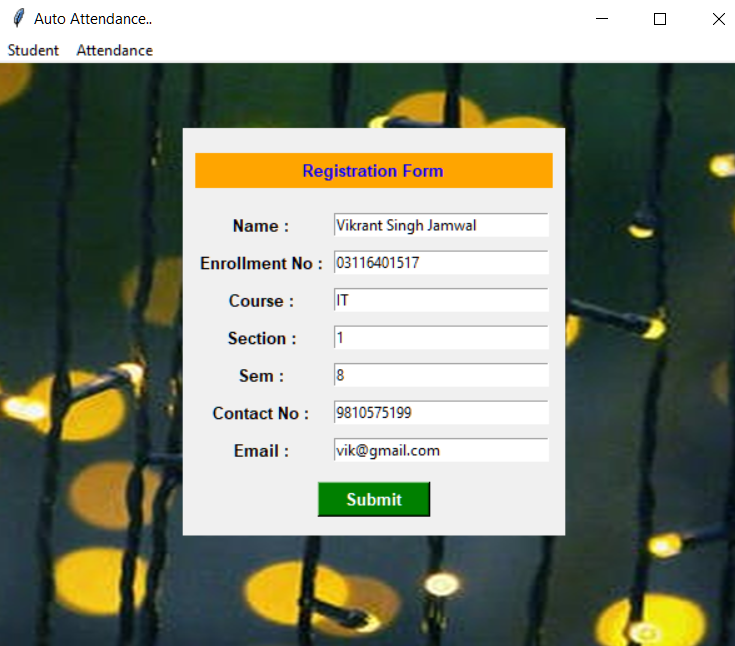 Auto Attendance..
Student Attendance
Registration Form
Name : Vikrant Singh Jamwal
Enrollment No : 03116401517
Course : IT
Section : 1
Sem : 8
Contact No : 9810575199
Email : vik@gmail.com
Submit